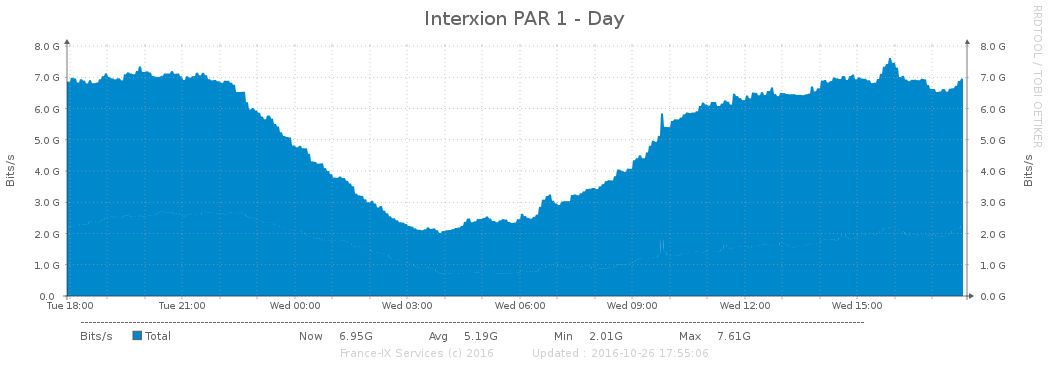 Interxion PAR 1 - Day
RRDTOOL / TOBI OETIKER
Bits/s
8.0 G
7.0 G
6.0 G
5.0 G
4.0 G
3.0 G
2.0 G
1.0 G
0.0
8.0 G
7.0 G
6.0 G
5.0 G
4.0 G
3.0 G
2.0 G
1.0 G
0.0 G
Bits/s
Tue 18:00 Tue 21:00 Wed 00:00 Wed 03:00 Wed 06:00 Wed 09:00 Wed 12:00 Wed 15:00
Bits/s Total Now 6.95G Avg 5.19G Min 2.01G Max 7.61G
France-IX Services (c) 2016 Updated : 2016-10-26 17:55:06